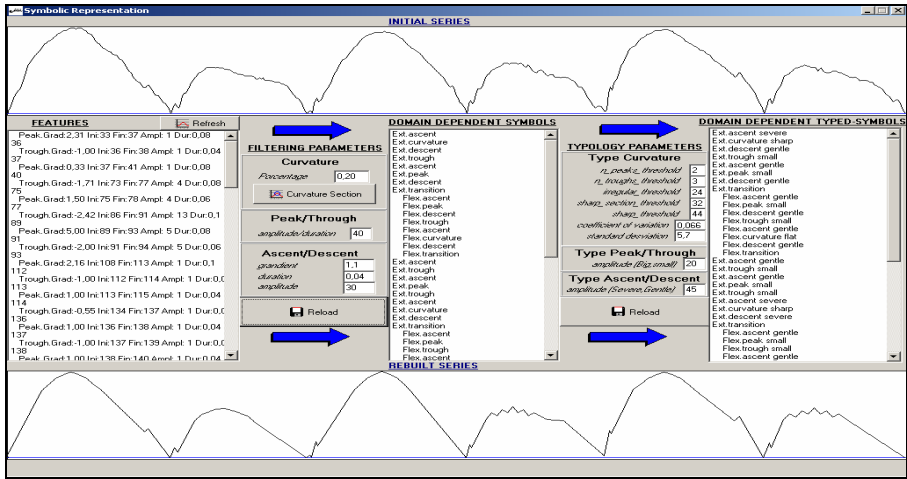 Symbolic Representation
INITIAL SERIES
FEATURES
Refresh
Peak.Grad:2,31 Ini:33 Fin:37 Ampl: 1 Dur:0,08
36
Trough.Grad:-1,00 Ini:36 Fin:38 Ampl: 1 Dur:0,04
37
Peak.Grad:0,33 Ini:37 Fin:41 Ampl: 1 Dur:0,08
40
Trough.Grad:-1,71 Ini:73 Fin:77 Ampl: 4 Dur:0,08
75
Peak.Grad:1,50 Ini:75 Fin:78 Ampl: 4 Dur:0,06
77
Trough.Grad:-2,42 Ini:86 Fin:91 Ampl: 13 Dur:0,1
89
Peak.Grad:5,00 Ini:89 Fin:93 Ampl: 5 Dur:0,08
91
Trough.Grad:-2,00 Ini:91 Fin:94 Ampl: 5 Dur:0,06
93
Peak.Grad:2,16 Ini:108 Fin:113 Ampl: 1 Dur:0,1
112
Trough.Grad:-1,00 Ini:112 Fin:114 Ampl: 1 Dur:0,0
113
Peak.Grad:1,00 Ini:113 Fin:115 Ampl: 1 Dur:0,04
114
Trough.Grad:-0,55 Ini:134 Fin:137 Ampl: 1 Dur:0,0
136
Peak.Grad:1,00 Ini:136 Fin:138 Ampl: 1 Dur:0,04
137
Trough.Grad:-1,00 Ini:137 Fin:139 Ampl: 1 Dur:0,0
138
Peak.Grad:1,00 Ini:138 Fin:140 Ampl: 1 Dur:0,04
FILTERING PARAMETERS
Curvature
Porcentage 0,20
Curvature Section
Peak/Through
amplitude/duration 40
Ascent/Descent
grandient 1,1
duration 0,04
amplitude 30
Reload
DOMAIN DEPENDENT SYMBOLS
Ext.ascent
Ext.curvature
Ext.descent
Ext.trough
Ext.ascent
Ext.peak
Ext.descent
Ext.transition
Flex.ascent
Flex.peak
Flex.descent
Flex.trough
Flex.ascent
Flex.curvature
Flex.descent
Flex.transition
Ext.ascent
Ext.trough
Ext.ascent
Ext.peak
Ext.trough
Ext.ascent
Ext.curvature
Ext.descent
Ext.transition
Flex.ascent
Flex.peak
Flex.trough
Flex.ascent
TYPOLOGY PARAMETERS
Type Curvature
n_peaks_threshold 2
n_troughs_threshold 3
irregular_threshold 24
sharp_section_threshold 32
sharp_threshold 44
coefficient of variation 0,066
standard desviation 5,7
Type Peak/Through
amplitude (Big,small) 20
Type Ascent/Descent
amplitude (Severe,Gentle) 45
Reload
DOMAIN DEPENDENT TYPED-SYMBOLS
Ext.ascent severe
Ext.curvature sharp
Ext.descent gentle
Ext.trough small
Ext.ascent gentle
Ext.peak small
Ext.descent gentle
Ext.transition
Flex.ascent gentle
Flex.peak small
Flex.descent gentle
Flex.trough small
Flex.ascent gentle
Flex.curvature flat
Flex.descent gentle
Flex.transition
Ext.ascent gentle
Ext.trough small
Ext.ascent gentle
Ext.peak small
Ext.trough small
Ext.ascent severe
Ext.curvature sharp
Ext.descent severe
Ext.transition
Flex.ascent gentle
Flex.peak small
Flex.trough small
Flex.ascent gentle
REBUILT SERIES